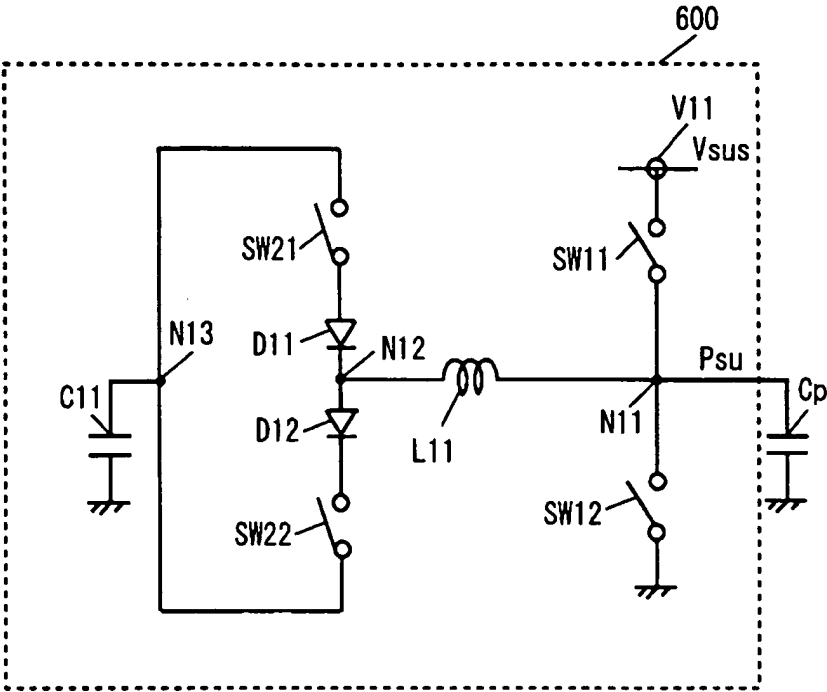 600
V11
Vsus
SW21
SW11
N13
D11
N12
Psu
C11
Cp
N11
D12
L11
SW22
SW12